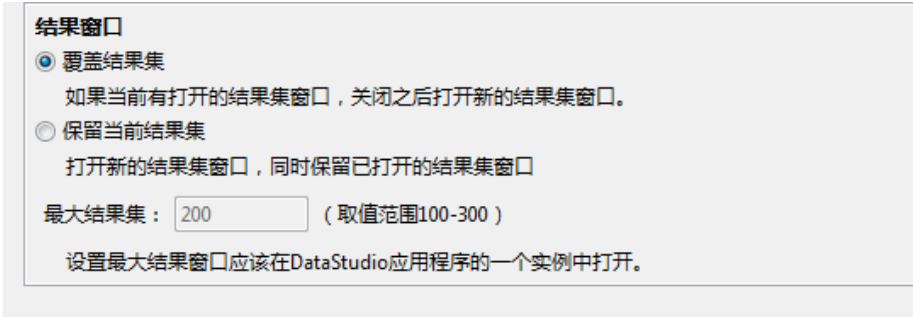 结果窗口
覆盖结果集
如果当前有打开的结果集窗口，关闭之后打开新的结果集窗口。
保留当前结果集
打开新的结果集窗口，同时保留已打开的结果集窗口
最大结果集： 200 （取值范围100-300）
设置最大结果窗口应该在DataStudio应用程序的一个实例中打开。